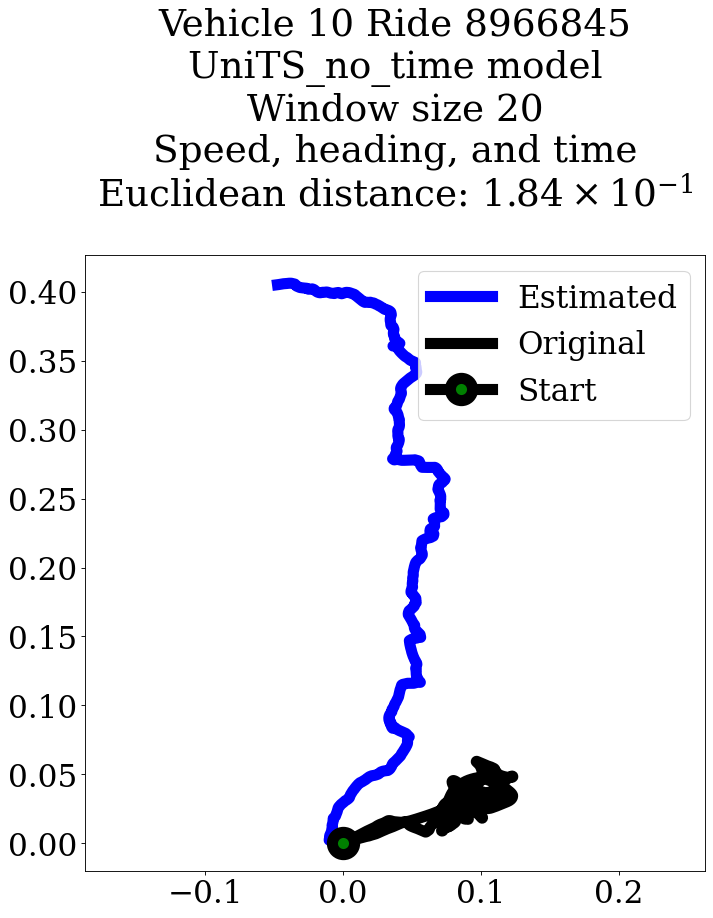 Vehicle 10 Ride 8966845
UniTS_no_time model
Window size 20
Speed, heading, and time
Euclidean distance: 1.84 × 10⁻¹
Estimated
Original
Start
0.40
0.35
0.30
0.25
0.20
0.15
0.10
0.05
0.00
−0.1 0.0 0.1 0.2